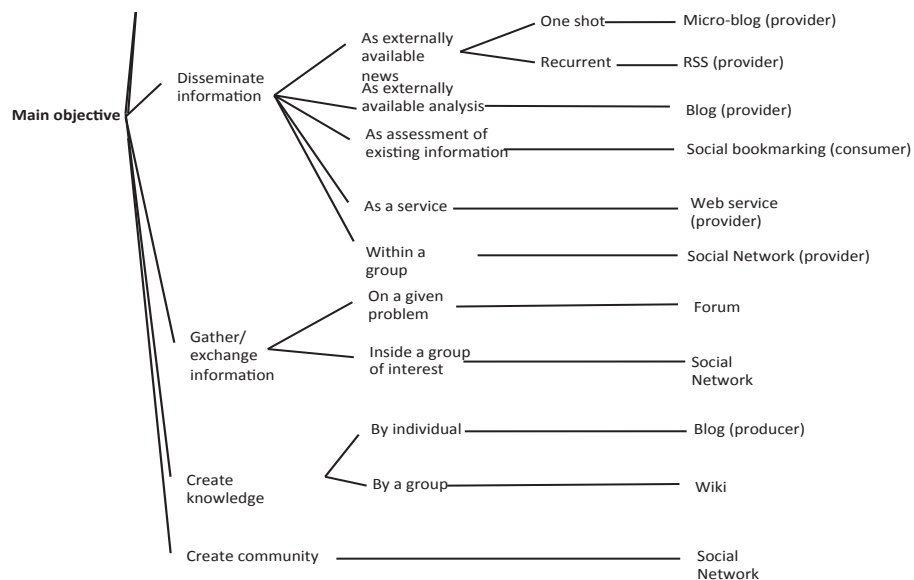 Main objective
Disseminate
information
As externally
available
news
One shot
Micro-blog (provider)
Recurrent
RSS (provider)
As externally
available analysis
Blog (provider)
As assessment of
existing information
Social bookmarking (consumer)
As a service
Web service
(provider)
Within a
group
Social Network (provider)
Gather/
exchange
information
On a given
problem
Forum
Inside a group
of interest
Social
Network
Create
knowledge
By individual
Blog (producer)
By a group
Wiki
Create community
Social
Network